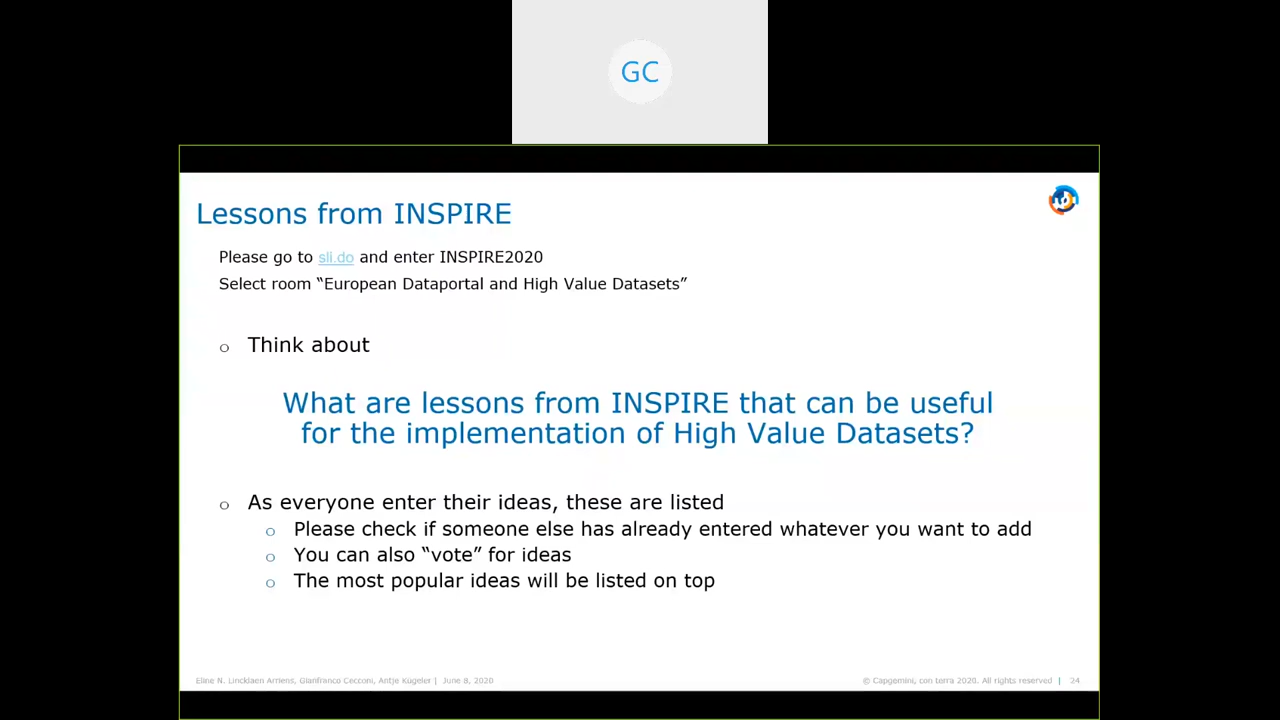 GC
Lessons from INSPIRE
Please go to sli.do and enter INSPIRE2020
Select room “European Dataportal and High Value Datasets”
o Think about
What are lessons from INSPIRE that can be useful
for the implementation of High Value Datasets?
o As everyone enter their ideas, these are listed
o Please check if someone else has already entered whatever you want to add
o You can also “vote” for ideas
o The most popular ideas will be listed on top
Eline N. Lincklaen Arriens, Gianfranco Cecconi, Antje Kügeler | June 8, 2020
© Capgemini, con terra 2020. All rights reserved | 24